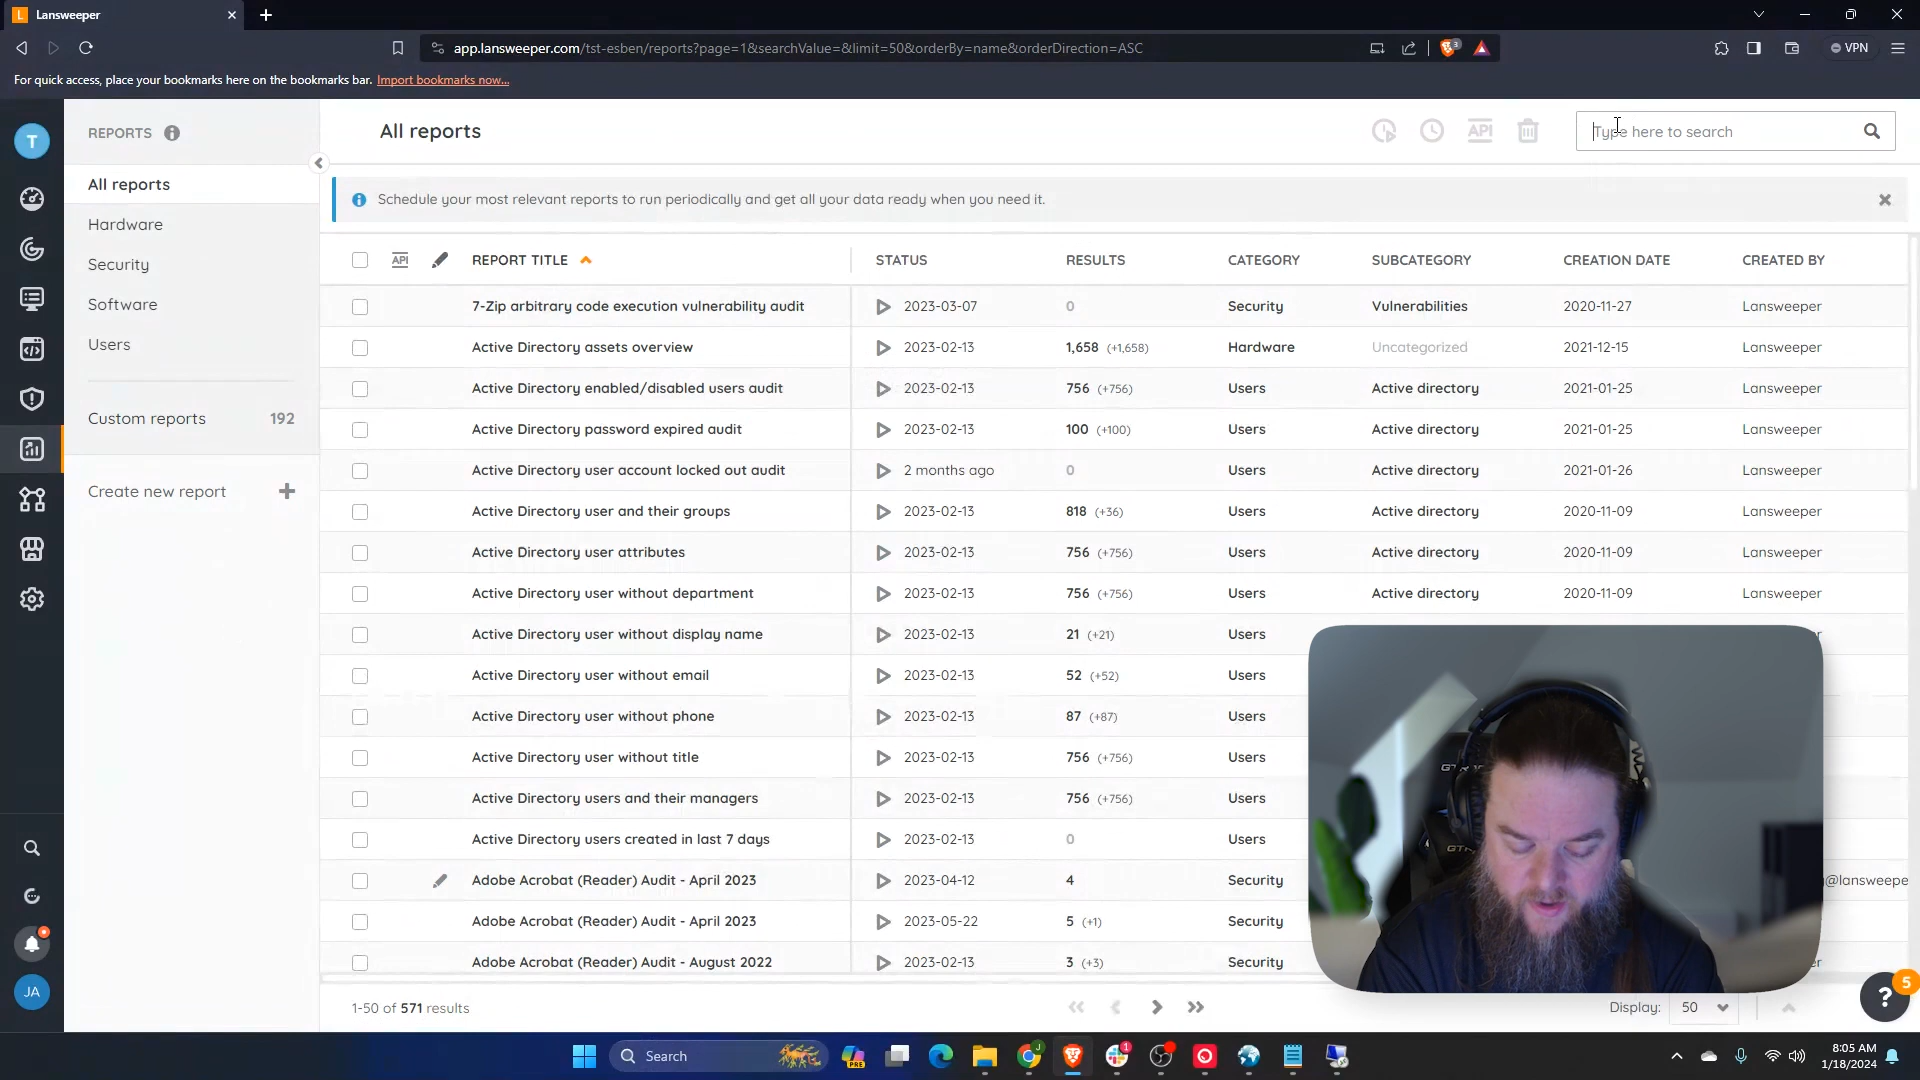 Lansweeper
app.lansweeper.com/tst-esben/reports?page=1&searchValue=&limit=50&orderBy=name&orderDirection=ASC
VPN
For quick access, place your bookmarks here on the bookmarks bar. Import bookmarks now...
T
REPORTS
All reports
API
Type here to search
All reports
Hardware
Security
Software
Users
Custom reports 192
Create new report
Schedule your most relevant reports to run periodically and get all your data ready when you need it.
API REPORT TITLE STATUS RESULTS CATEGORY SUBCATEGORY CREATION DATE CREATED BY
7-Zip arbitrary code execution vulnerability audit 2023-03-07 0 Security Vulnerabilities 2020-11-27 Lansweeper
Active Directory assets overview 2023-02-13 1,658 (+1,658) Hardware Uncategorized 2021-12-15 Lansweeper
Active Directory enabled/disabled users audit 2023-02-13 756 (+756) Users Active directory 2021-01-25 Lansweeper
Active Directory password expired audit 2023-02-13 100 (+100) Users Active directory 2021-01-25 Lansweeper
Active Directory user account locked out audit 2 months ago 0 Users Active directory 2021-01-26 Lansweeper
Active Directory user and their groups 2023-02-13 818 (+36) Users Active directory 2020-11-09 Lansweeper
Active Directory user attributes 2023-02-13 756 (+756) Users Active directory 2020-11-09 Lansweeper
Active Directory user without department 2023-02-13 756 (+756) Users Active directory 2020-11-09 Lansweeper
Active Directory user without display name 2023-02-13 21 (+21) Users
Active Directory user without email 2023-02-13 52 (+52) Users
Active Directory user without phone 2023-02-13 87 (+87) Users
Active Directory user without title 2023-02-13 756 (+756) Users
Active Directory users and their managers 2023-02-13 756 (+756) Users
Active Directory users created in last 7 days 2023-02-13 0 Users
Adobe Acrobat (Reader) Audit - April 2023 2023-04-12 4 Security @lansweepe
Adobe Acrobat (Reader) Audit - April 2023 2023-05-22 5 (+1) Security
Adobe Acrobat (Reader) Audit - August 2022 2023-02-13 3 (+3) Security
JA
1-50 of 571 results
Display: 50
? 5
Search
PRE
J
1
8:05 AM
1/18/2024